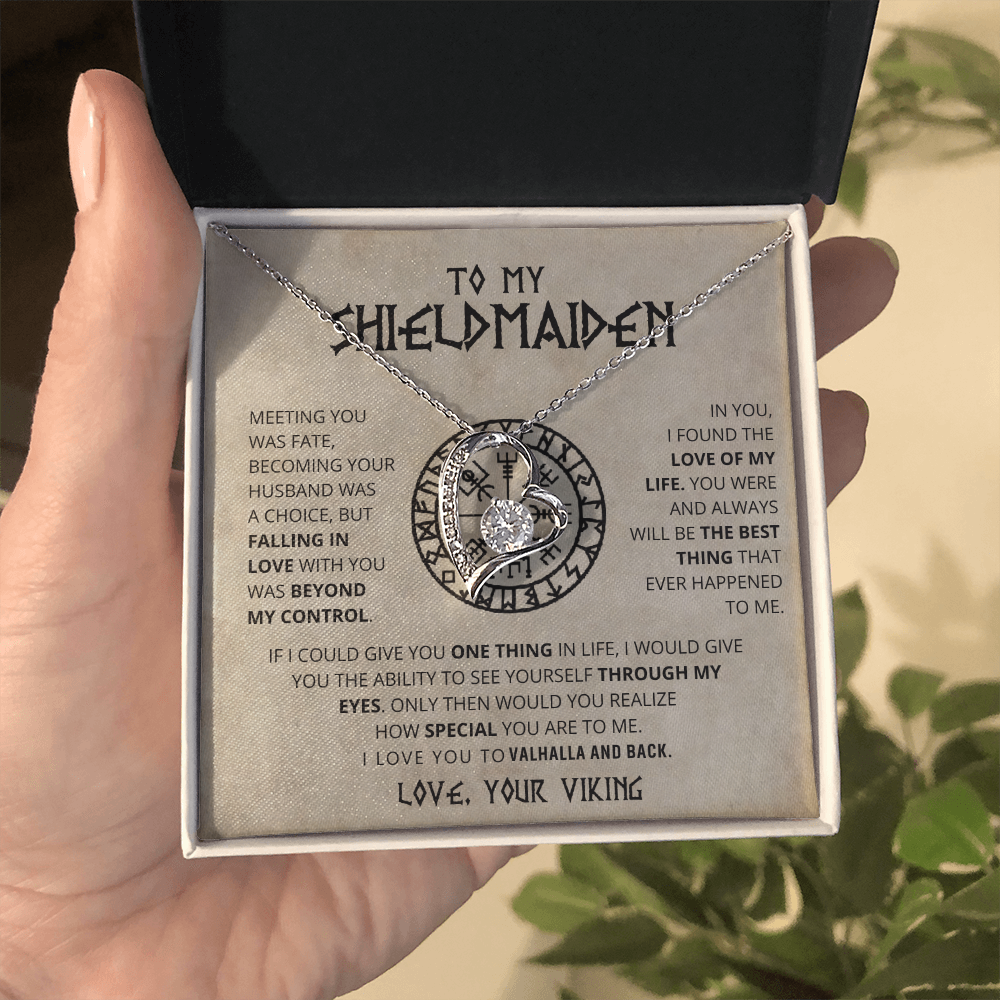 TO MY
SHIELDMAIDEN
MEETING YOU
WAS FATE,
BECOMING YOUR
HUSBAND WAS
A CHOICE, BUT
FALLING IN
LOVE WITH YOU
WAS BEYOND
MY CONTROL.
IN YOU,
I FOUND THE
LOVE OF MY
LIFE. YOU WERE
AND ALWAYS
WILL BE THE BEST
THING THAT
EVER HAPPENED
TO ME.
IF I COULD GIVE YOU ONE THING IN LIFE, I WOULD GIVE
YOU THE ABILITY TO SEE YOURSELF THROUGH MY
EYES. ONLY THEN WOULD YOU REALIZE
HOW SPECIAL YOU ARE TO ME.
I LOVE YOU TO VALHALLA AND BACK.
LOVE, YOUR VIKING